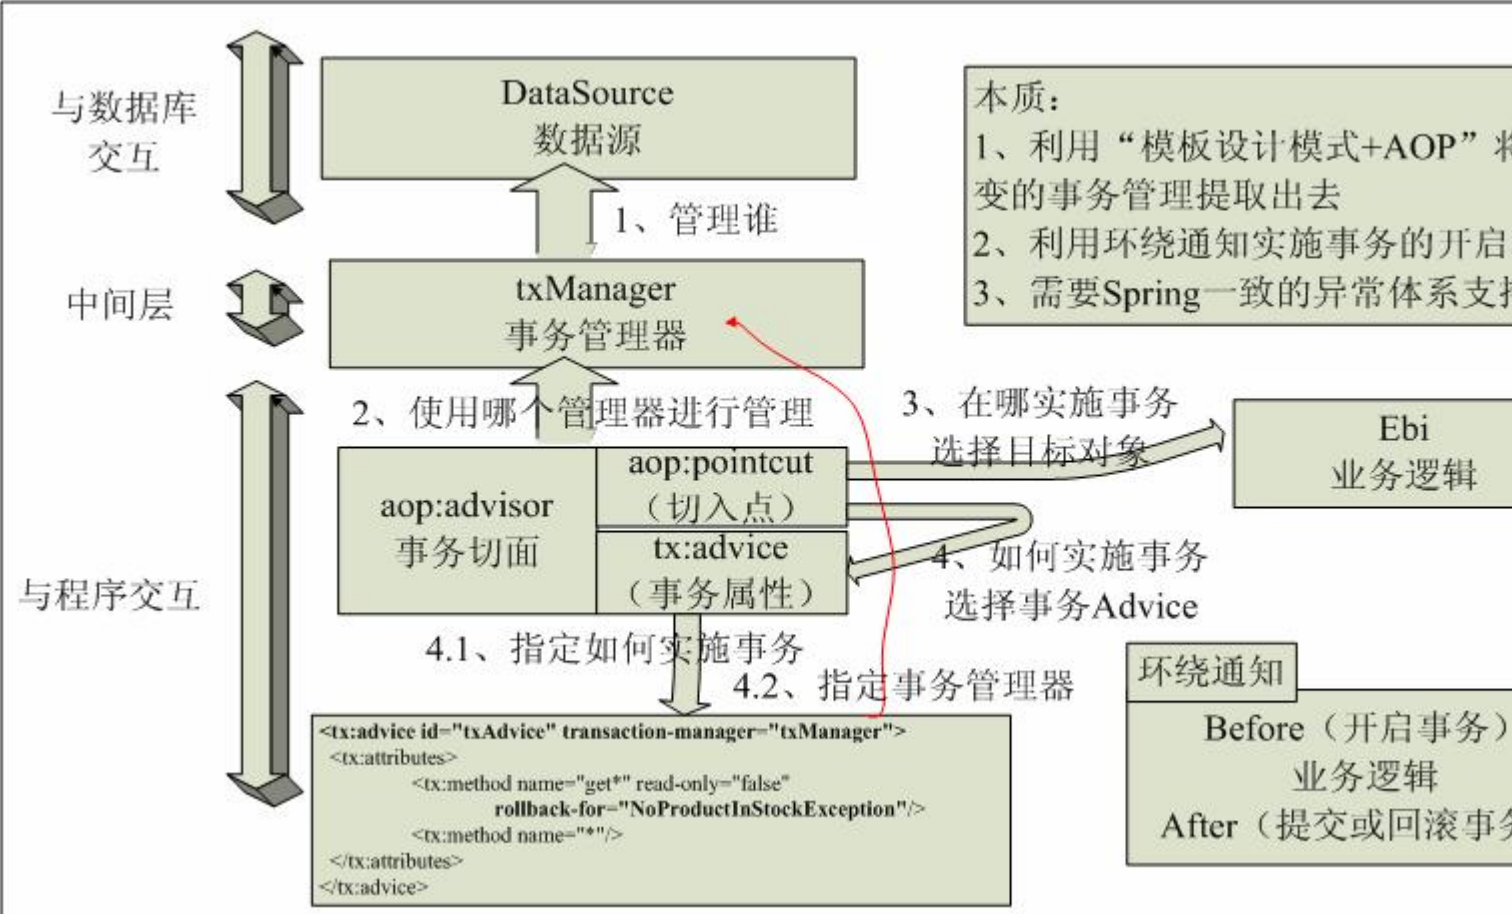 与数据库
交互
DataSource
数据源
本质：
1、利用“模板设计模式+AOP”将
变的事务管理提取出去
2、利用环绕通知实施事务的开启
3、需要Spring一致的异常体系支持
1、管理谁
中间层
txManager
事务管理器
2、使用哪个管理器进行管理
3、在哪实施事务
选择目标对象
Ebi
业务逻辑
与程序交互
aop:advisor
事务切面
aop:pointcut
（切入点）
tx:advice
（事务属性）
4、如何实施事务
选择事务Advice
4.1、指定如何实施事务
4.2、指定事务管理器
<tx:advice id="txAdvice" transaction-manager="txManager">
<tx:attributes>
<tx:method name="get*" read-only="false"
rollback-for="NoProductInStockException"/>
<tx:method name="*"/>
</tx:attributes>
</tx:advice>
环绕通知
Before（开启事务）
业务逻辑
After（提交或回滚事务